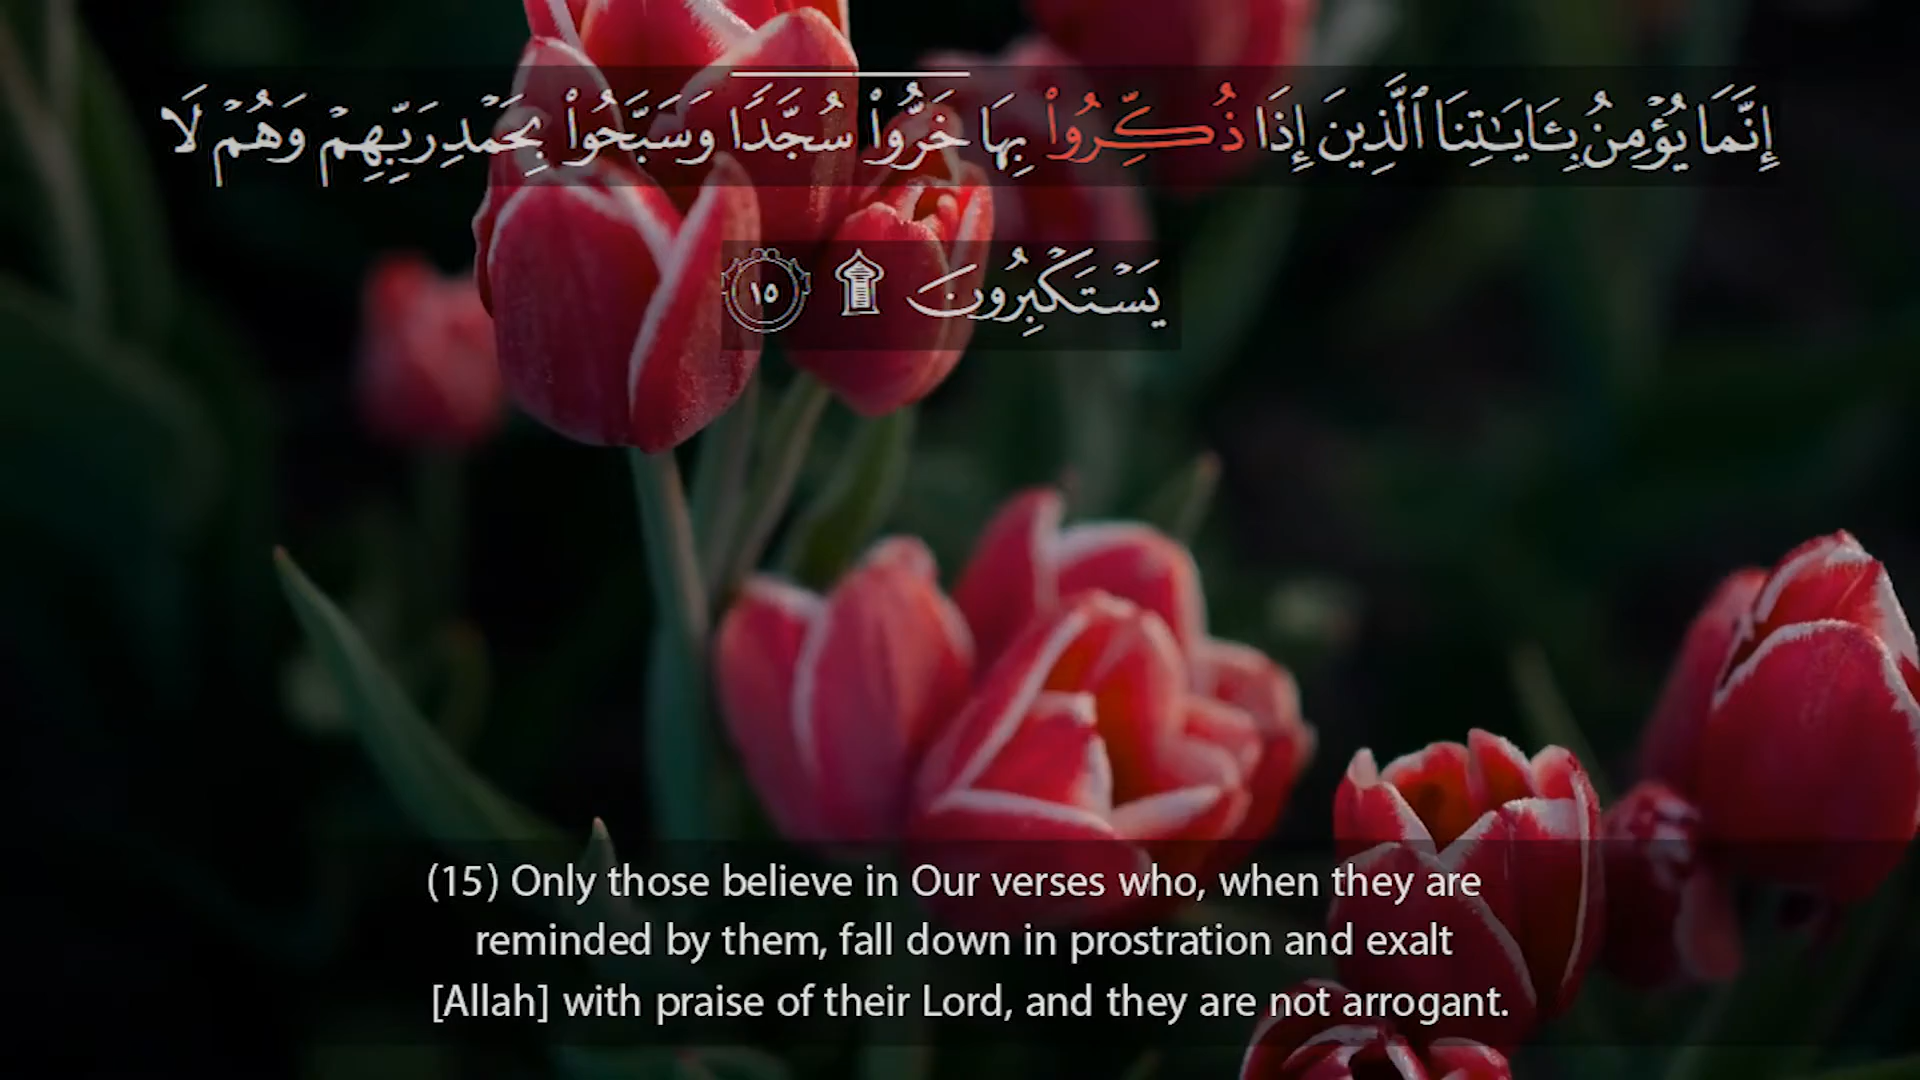 إِنَّمَا يُؤْمِنُ بِـَٔايَـٰتِنَا ٱلَّذِينَ إِذَا ذُكِّرُوا۟ بِهَا خَرُّوا۟ سُجَّدًا وَسَبَّحُوا۟ بِحَمْدِ رَبِّهِمْ وَهُمْ لَا
يَسْتَكْبِرُونَ ۩ ١٥
(15) Only those believe in Our verses who, when they are
reminded by them, fall down in prostration and exalt
[Allah] with praise of their Lord, and they are not arrogant.